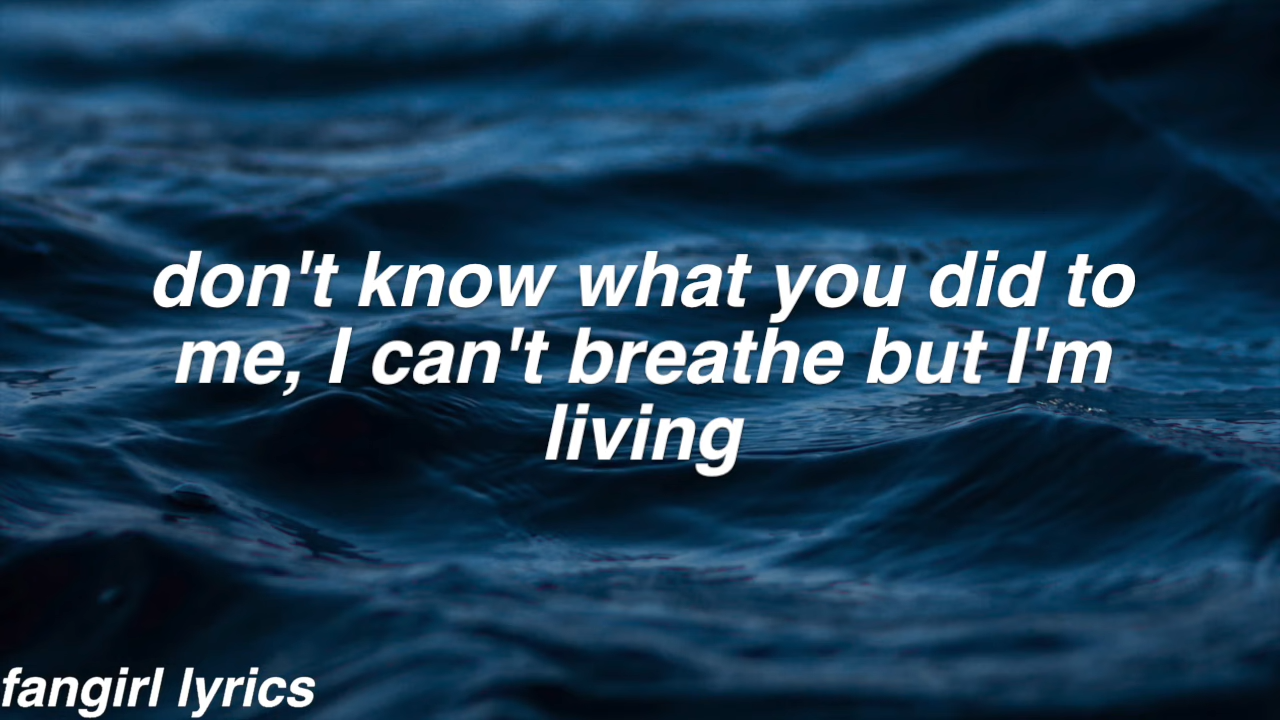 don't know what you did to
me, I can't breathe but I'm
living
fangirl lyrics